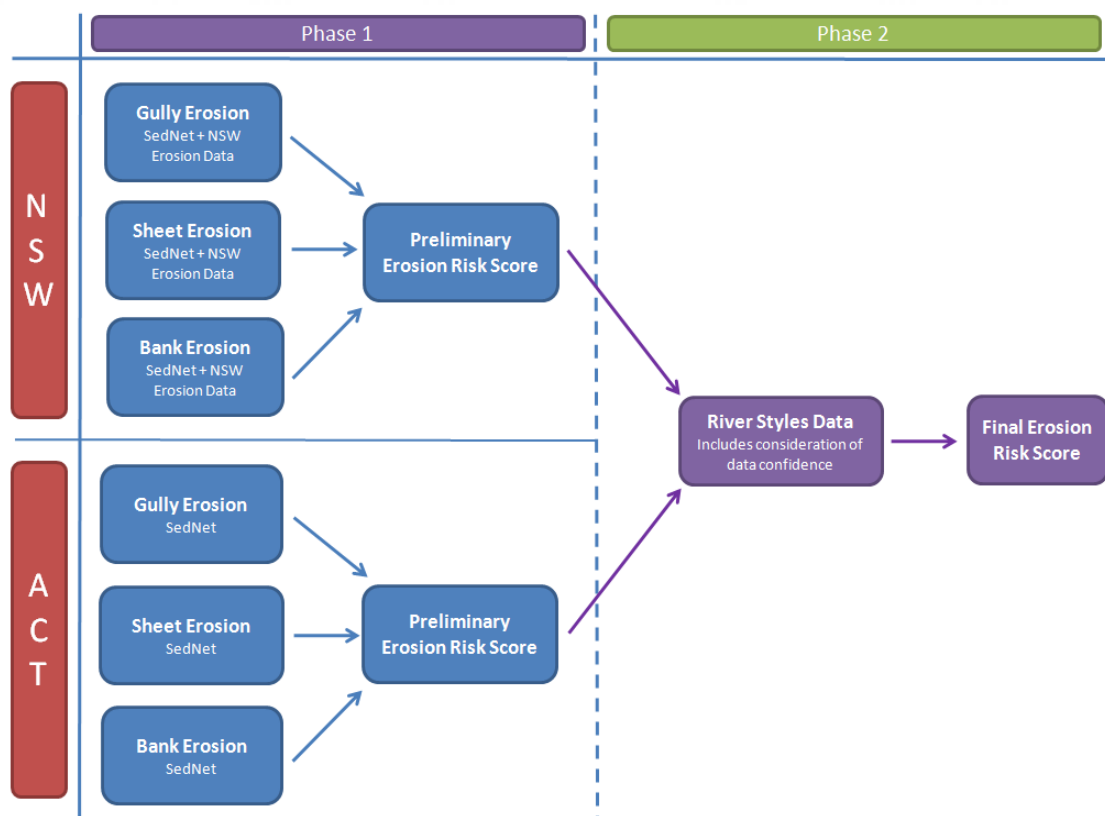 Phase 1
Phase 2
N
S
W
Gully Erosion
SedNet + NSW
Erosion Data
Sheet Erosion
SedNet + NSW
Erosion Data
Bank Erosion
SedNet + NSW
Erosion Data
Preliminary
Erosion Risk Score
A
C
T
Gully Erosion
SedNet
Sheet Erosion
SedNet
Bank Erosion
SedNet
Preliminary
Erosion Risk Score
River Styles Data
Includes consideration of
data confidence
Final Erosion
Risk Score